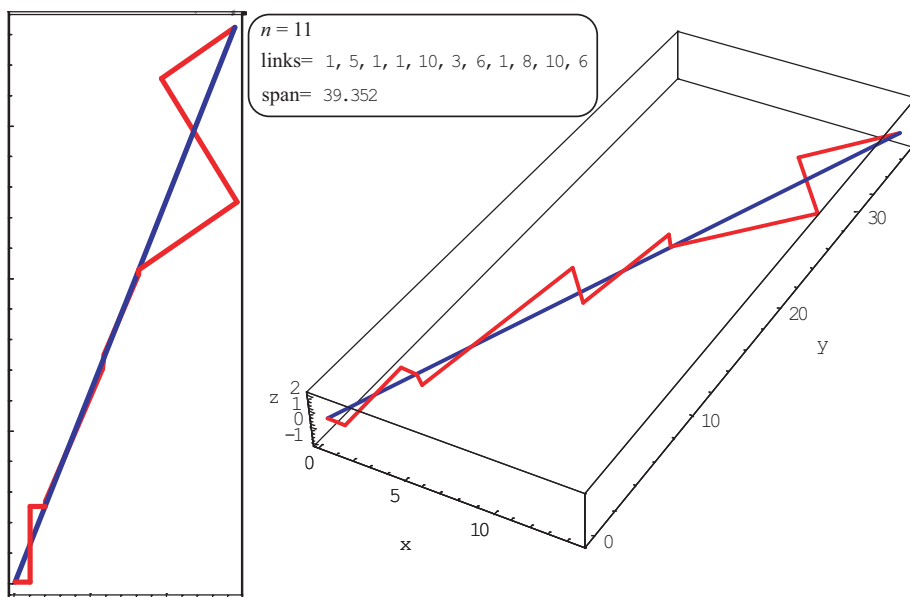 n = 11
links= 1, 5, 1, 1, 10, 3, 6, 1, 8, 10, 6
span= 39.352
z
2
1
0
-1
0
5
10
x
0
10
20
30
y